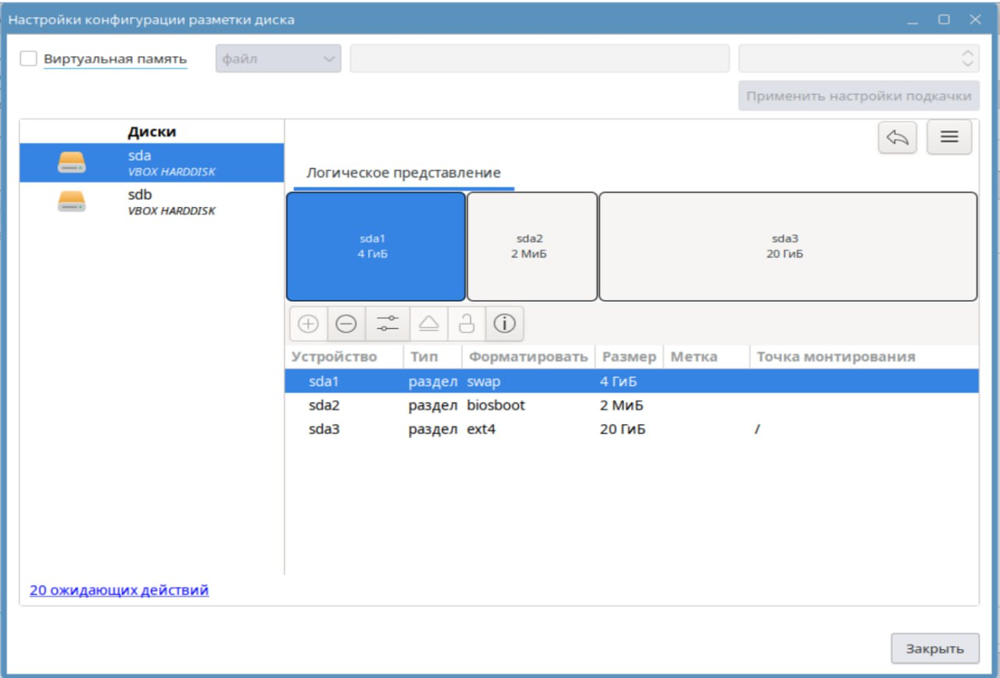 Настройки конфигурации разметки диска
Виртуальная память файл
Применить настройки подкачки
Диски
sda
VBOX HARDDISK
sdb
VBOX HARDDISK
Логическое представление
sda1
4 ГиБ
sda2
2 МиБ
sda3
20 ГиБ
Устройство Тип Форматировать Размер Метка Точка монтирования
sda1 раздел swap 4 ГиБ
sda2 раздел biosboot 2 МиБ
sda3 раздел ext4 20 ГиБ /
20 ожидающих действий
Закрыть